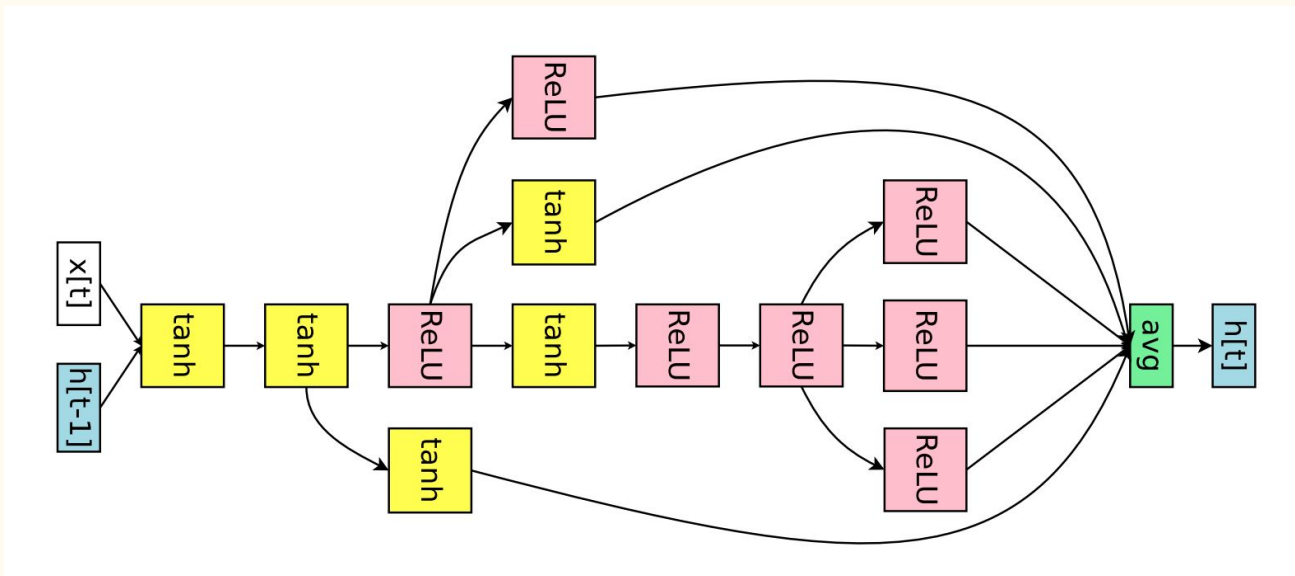 x[t]
h[t-1]
tanh
tanh
ReLU
tanh
ReLU
tanh
tanh
ReLU
ReLU
ReLU
ReLU
ReLU
avg
h[t]